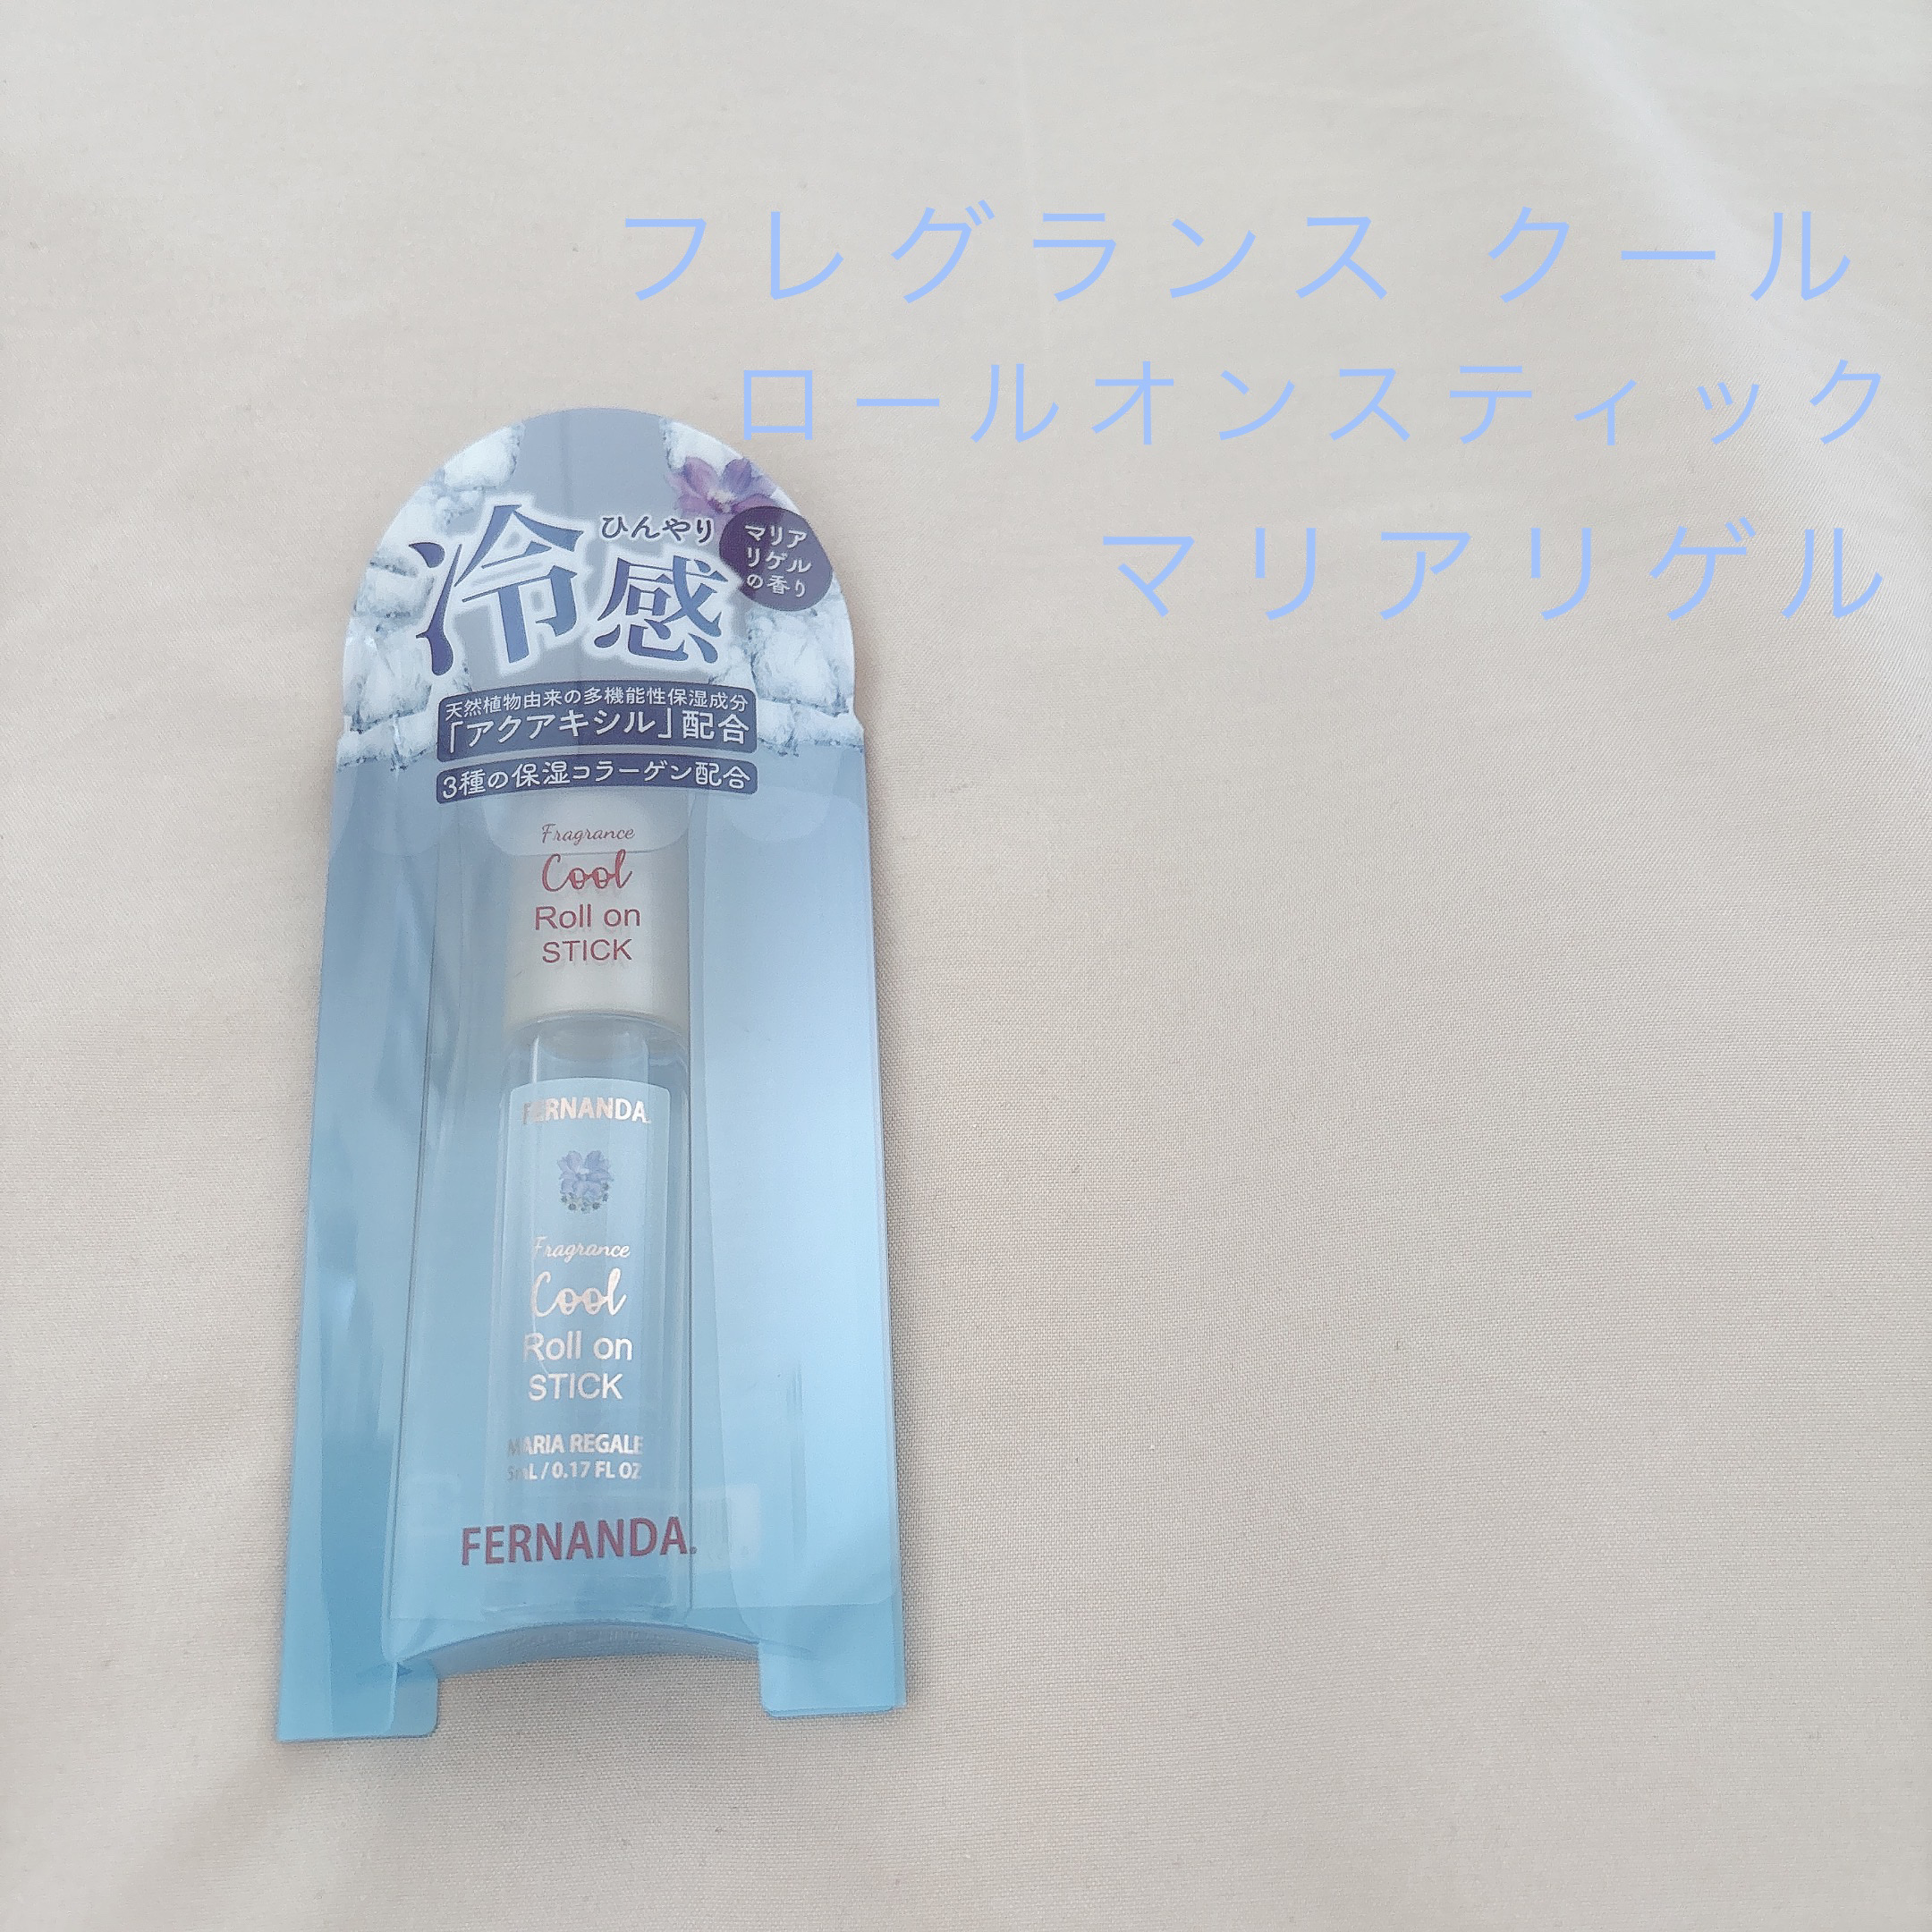 フレグランス クール
ロールオンスティック
マリアリゲル
ひんやり
冷感
マリア
リゲル
の香り
天然植物由来の多機能性保湿成分
「アクアキシル」配合
3種の保湿コラーゲン配合
Fragrance
Cool
Roll on
STICK
FERNANDA
Fragrance
Cool
Roll on
STICK
MARIA REGALE
5mL / 0.17 FL OZ
FERNANDA®